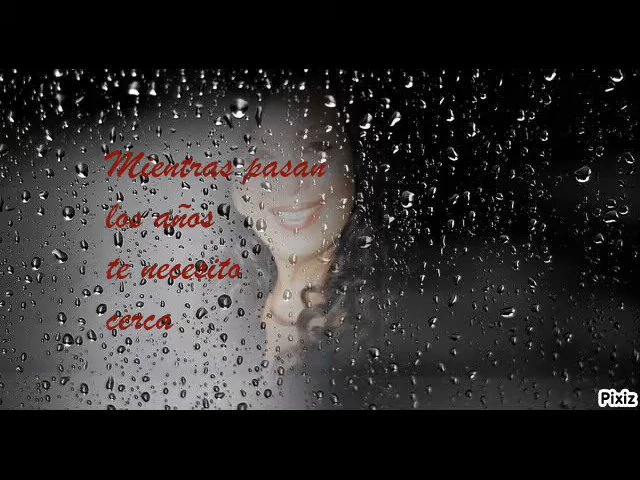 Mientras pasan
los años
te necesito
cerca
Pixiz